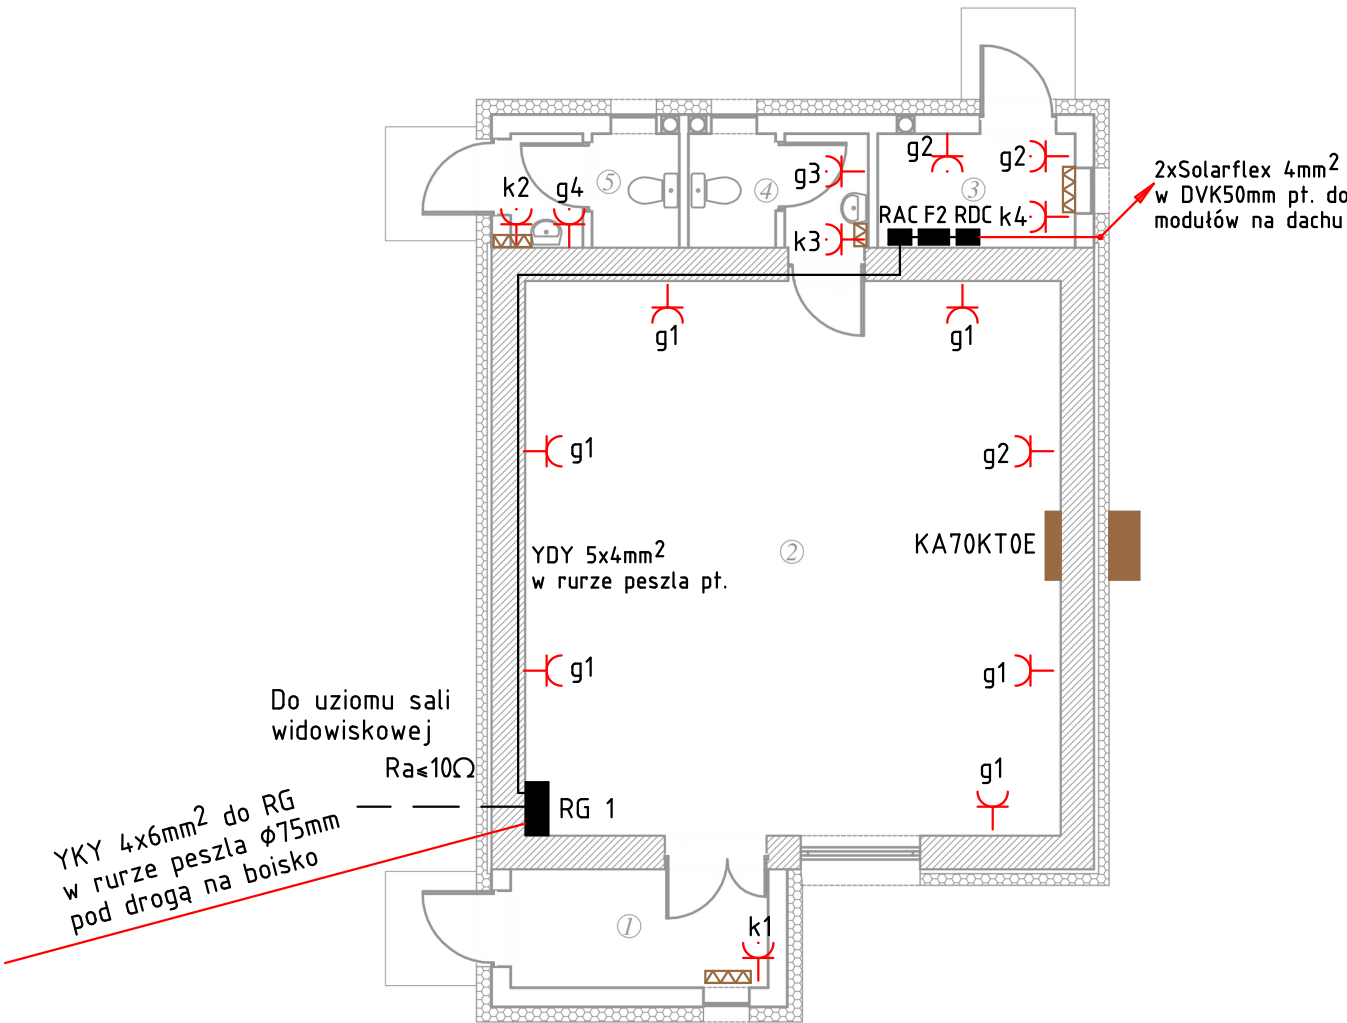 2xSolarflex 4mm²
w DVK50mm pt. do
modułów na dachu
k2
g4
5
4
g3
g2
g2
3
k3
RAC F2 RDC k4
g1
g1
g1
g2
YDY 5x4mm²
w rurze peszla pt.
2
KA70KT0E
g1
g1
g1
Do uziomu sali
widowiskowej
Ra≤10Ω
RG 1
YKY 4x6mm² do RG
w rurze peszla Ø75mm
pod drogą na boisko
1
k1